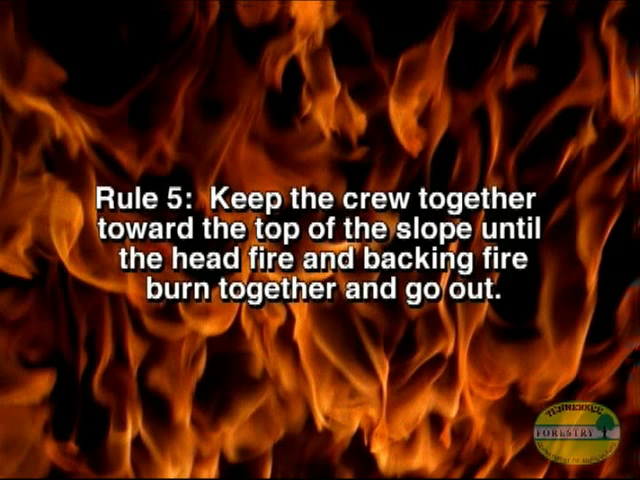 Rule 5: Keep the crew together
toward the top of the slope until
the head fire and backing fire
burn together and go out.
TENNESSEE
FORESTRY